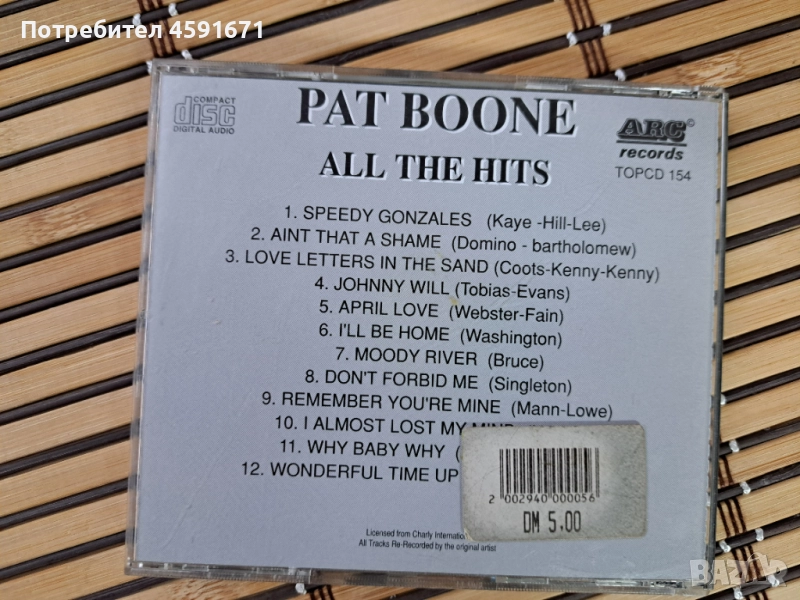 Потребител 4591671
COMPACT
disc
DIGITAL AUDIO
PAT BOONE
ARC©
records
ALL THE HITS
TOPCD 154
1. SPEEDY GONZALES (Kaye -Hill-Lee)
2. AINT THAT A SHAME (Domino - bartholomew)
3. LOVE LETTERS IN THE SAND (Coots-Kenny-Kenny)
4. JOHNNY WILL (Tobias-Evans)
5. APRIL LOVE (Webster-Fain)
6. I'LL BE HOME (Washington)
7. MOODY RIVER (Bruce)
8. DON'T FORBID ME (Singleton)
9. REMEMBER YOU'RE MINE (Mann-Lowe)
10. I ALMOST LOST MY MIND
11. WHY BABY WHY (
12. WONDERFUL TIME UP
2 002940 000056
DM 5.00
Licensed from Charly International
All Tracks Re-Recorded by the original artist
BAZAR